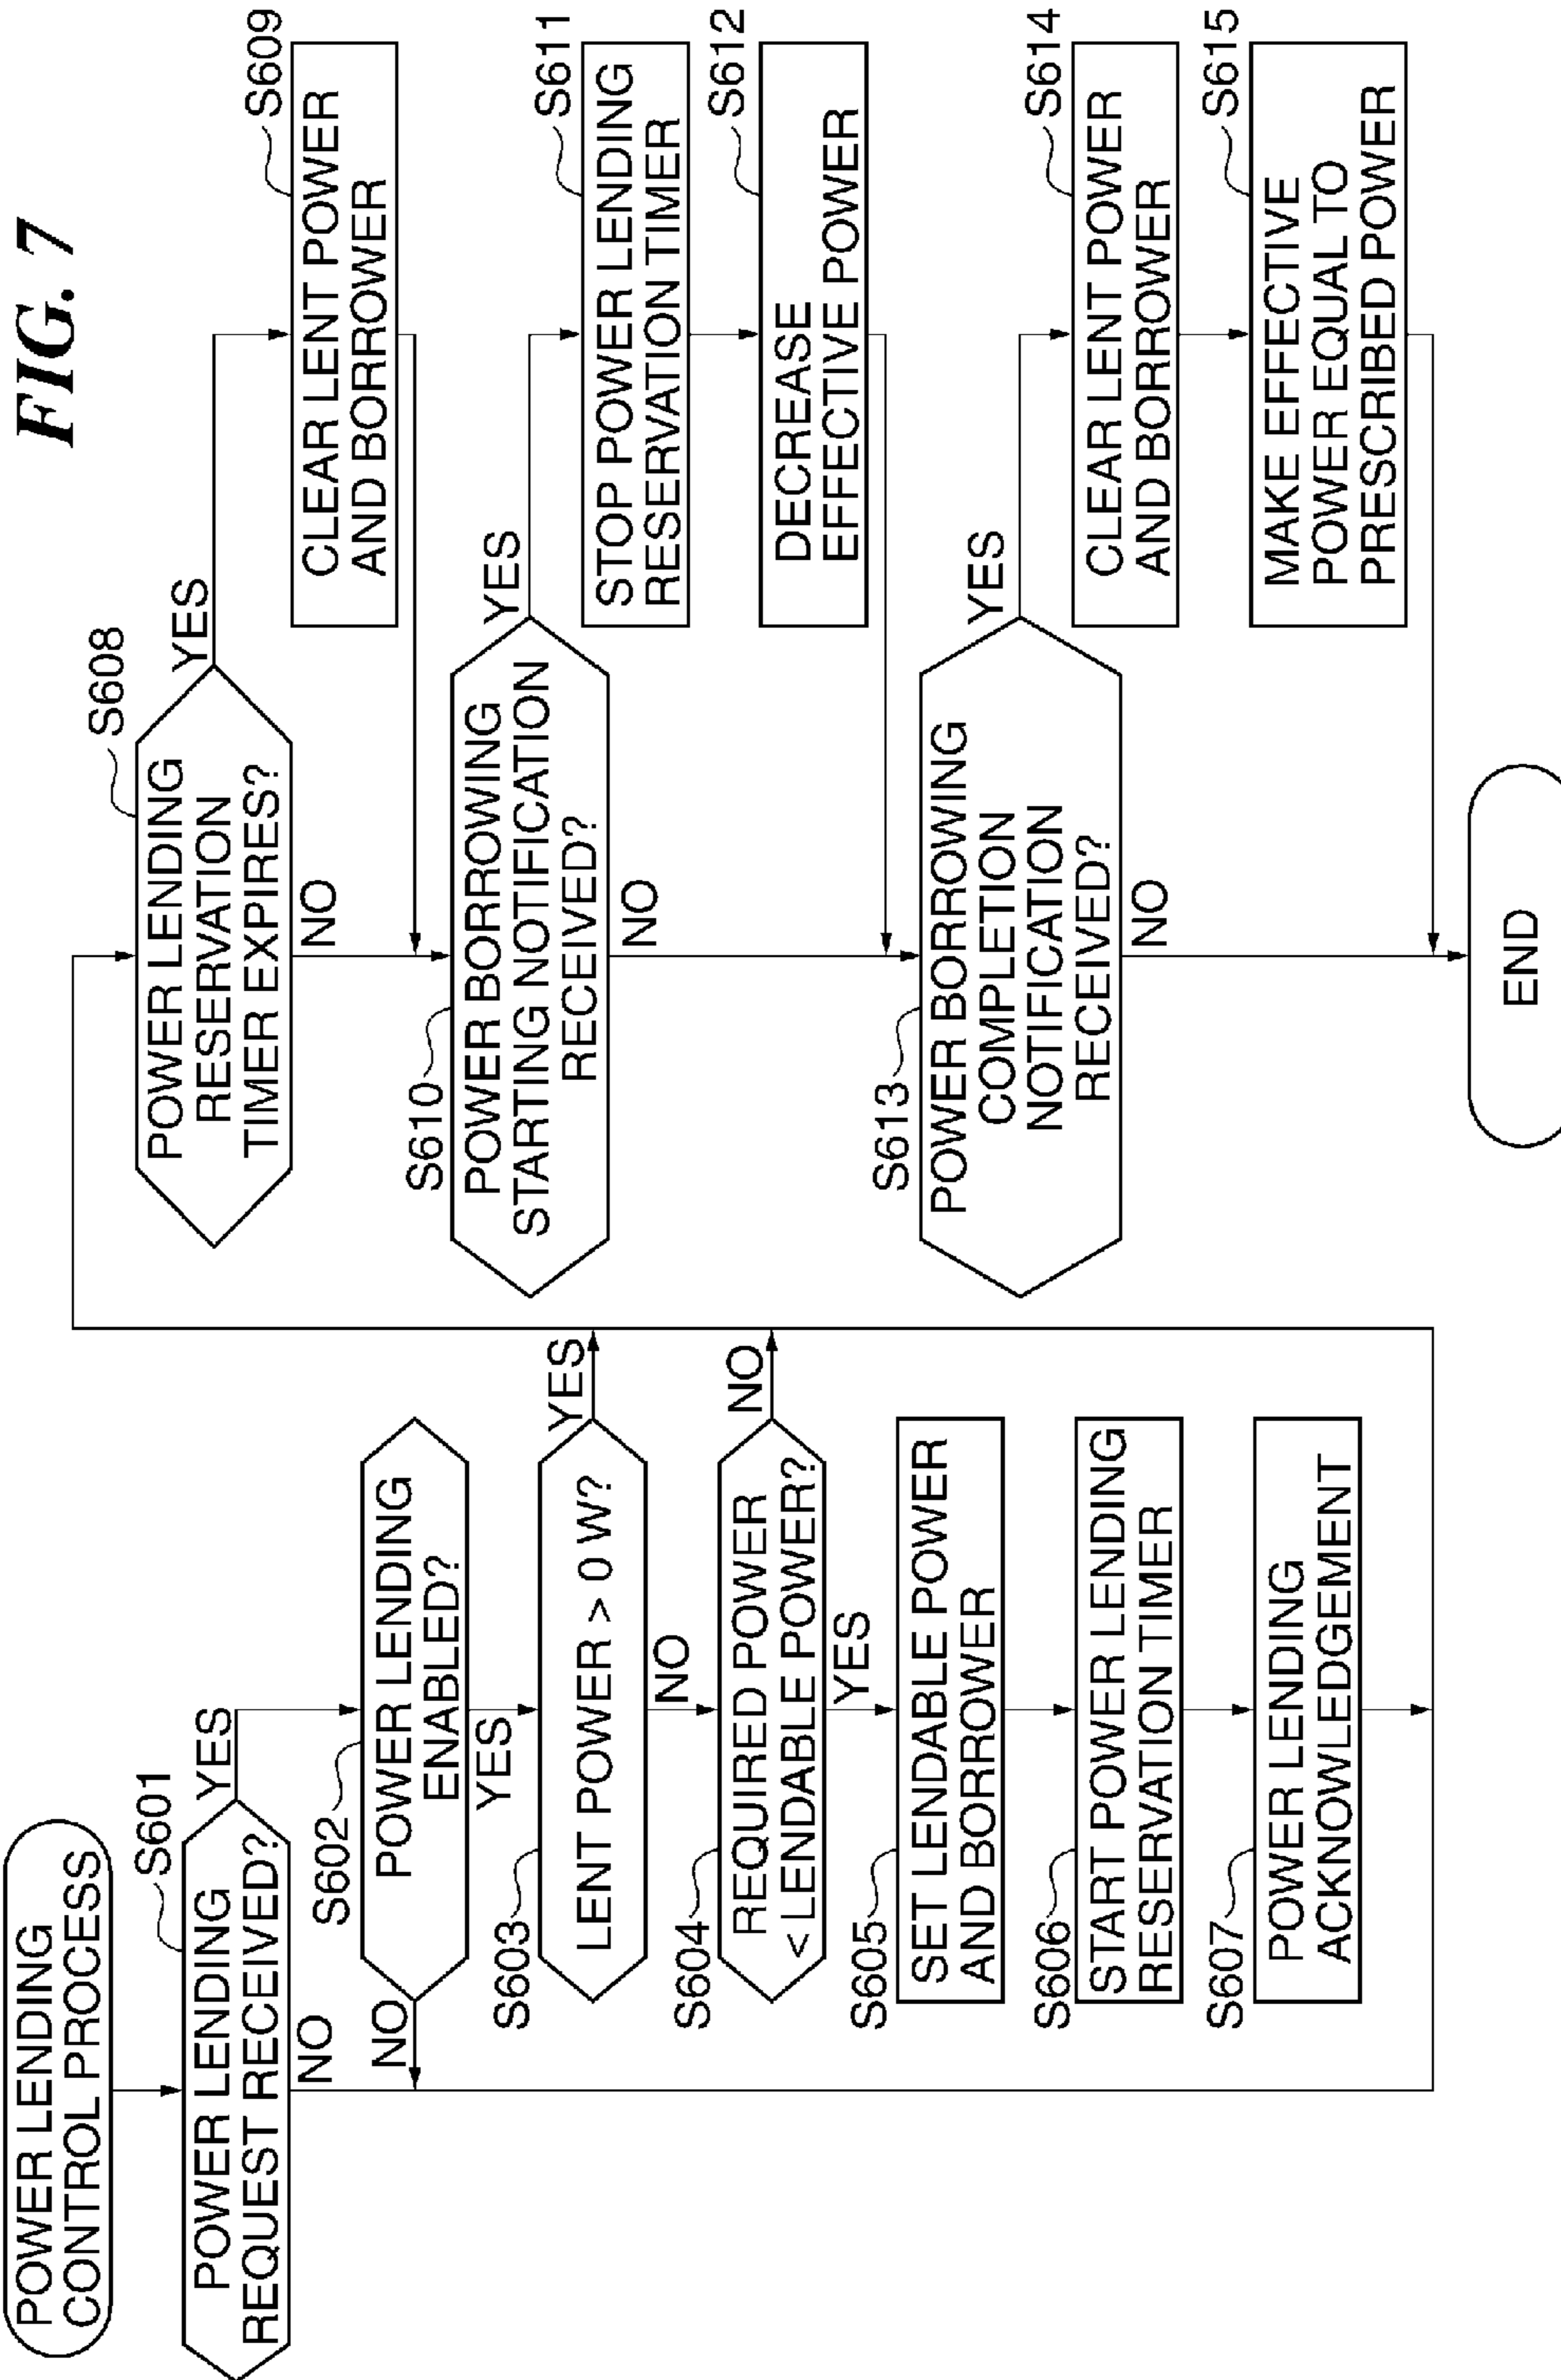 FIG. 7
POWER LENDING
CONTROL PROCESS
S601
POWER LENDING
REQUEST RECEIVED?
YES
NO
S602
POWER LENDING
ENABLED?
NO
YES
S603
LENT POWER > 0 W?
YES
NO
S604
REQUIRED POWER
< LENDABLE POWER?
NO
YES
S605
SET LENDABLE POWER
AND BORROWER
S606
START POWER LENDING
RESERVATION TIMER
S607
POWER LENDING
ACKNOWLEDGEMENT
S608
POWER LENDING
RESERVATION
TIMER EXPIRES?
YES
NO
S609
CLEAR LENT POWER
AND BORROWER
S610
POWER BORROWING
STARTING NOTIFICATION
RECEIVED?
YES
NO
S611
STOP POWER LENDING
RESERVATION TIMER
S612
DECREASE
EFFECTIVE POWER
S613
POWER BORROWING
COMPLETION
NOTIFICATION
RECEIVED?
YES
NO
S614
CLEAR LENT POWER
AND BORROWER
S615
MAKE EFFECTIVE
POWER EQUAL TO
PRESCRIBED POWER
END